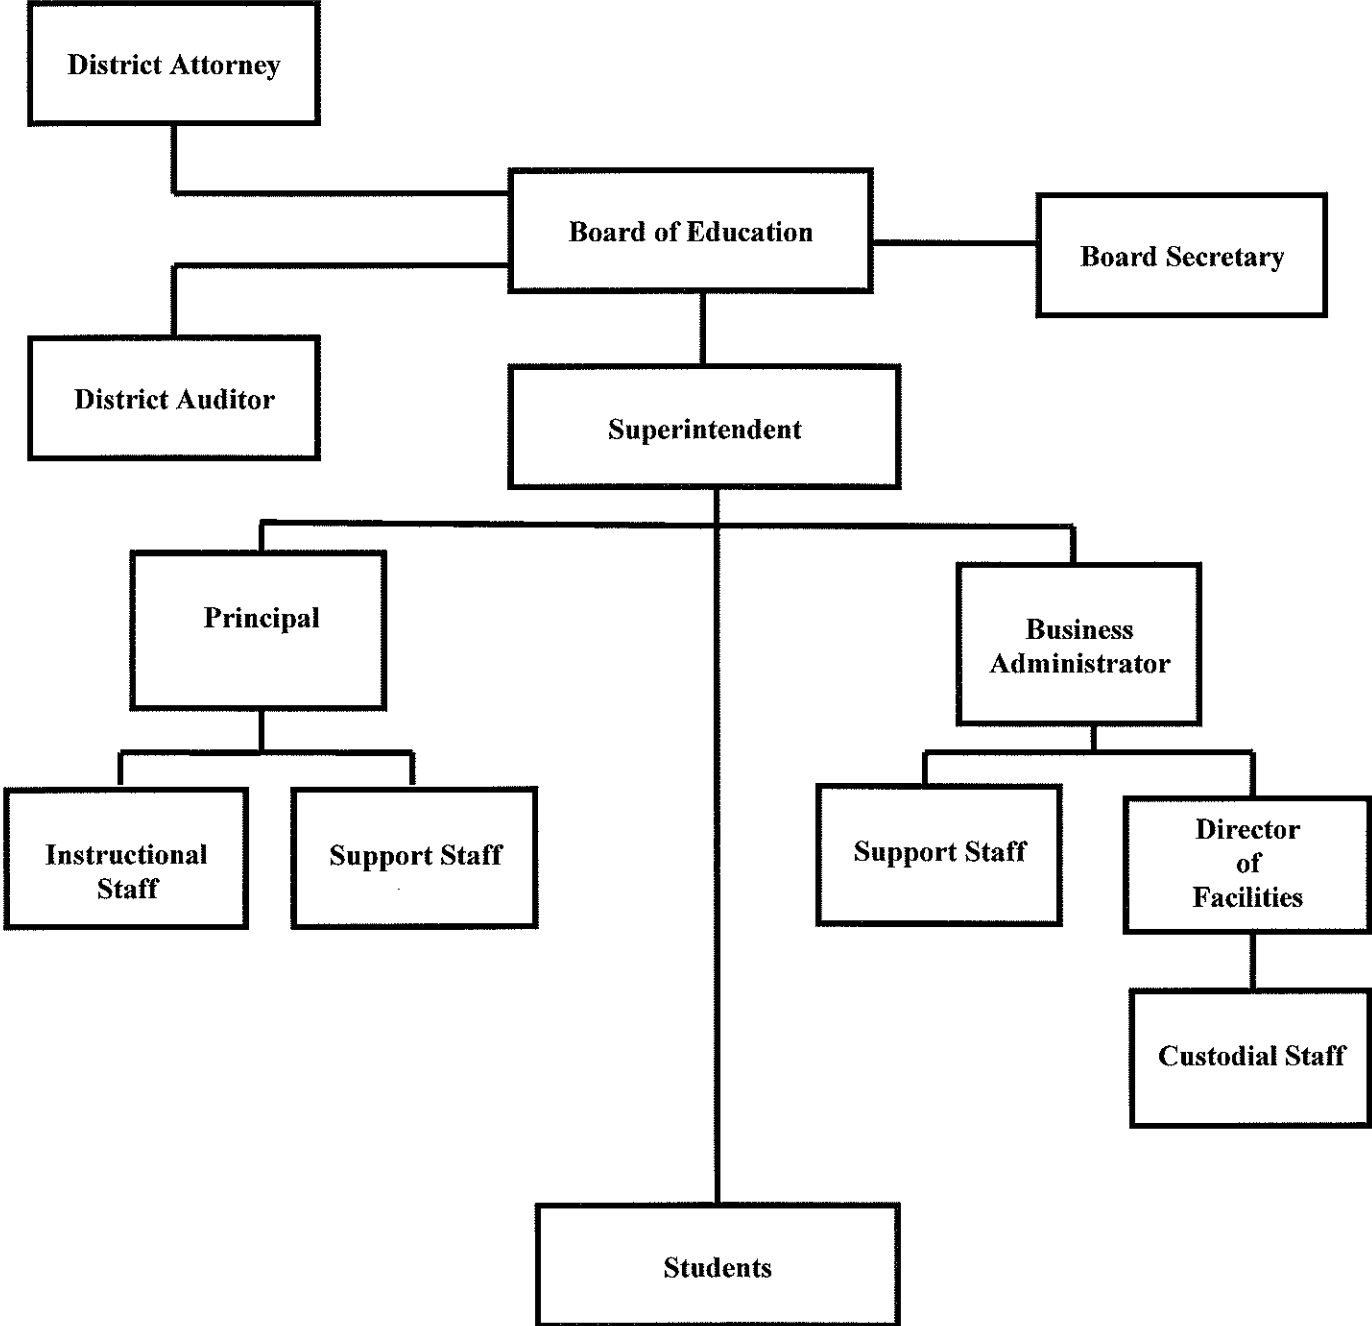 District Attorney
Board of Education
Board Secretary
District Auditor
Superintendent
Principal
Business
Administrator
Instructional
Staff
Support Staff
Support Staff
Director
of
Facilities
Custodial Staff
Students